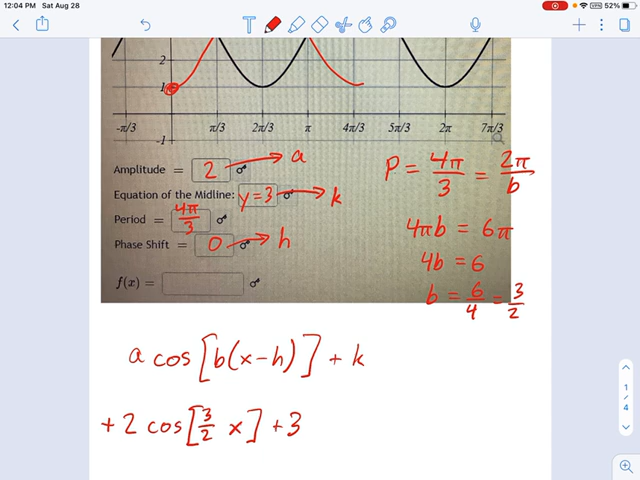 12:04 PM Sat Aug 28
52%
T
2
1
-1
-π/3 π/3 2π/3 π 4π/3 5π/3 2π 7π/3
Amplitude = 2 → a
Equation of the Midline: y = 3 → k
Period = 4π/3
Phase Shift = 0 → h
f(x) =
P = 4π/3 = 2π/b
4πb = 6π
4b = 6
b = 6/4 = 3/2
a cos[b(x-h)] + k
+2 cos[3/2 x] + 3
1
/
4